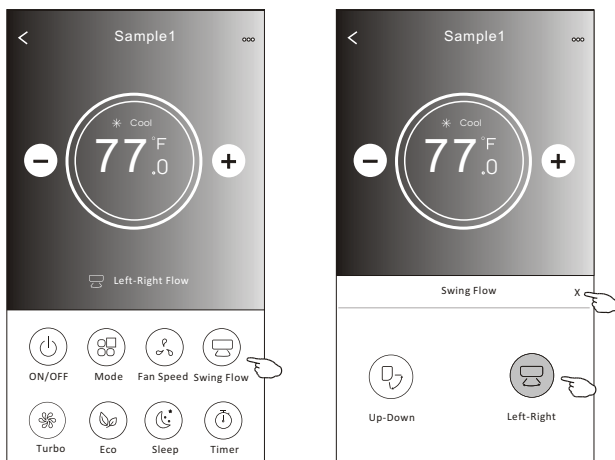 Sample1
Cool
77.0 °F
Left-Right Flow
ON/OFF Mode Fan Speed Swing Flow
Turbo Eco Sleep Timer
Sample1
Cool
77.0 °F
Swing Flow X
Up-Down Left-Right